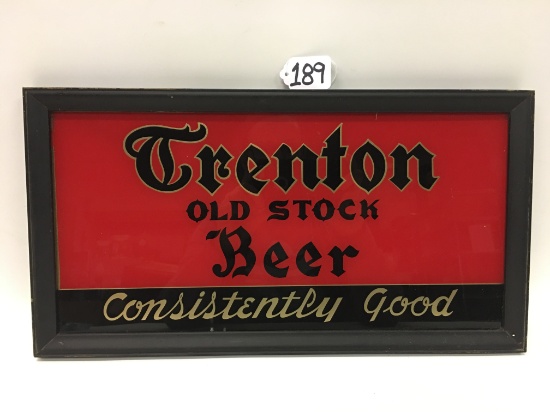 189
Trenton
OLD STOCK
Beer
Consistently Good